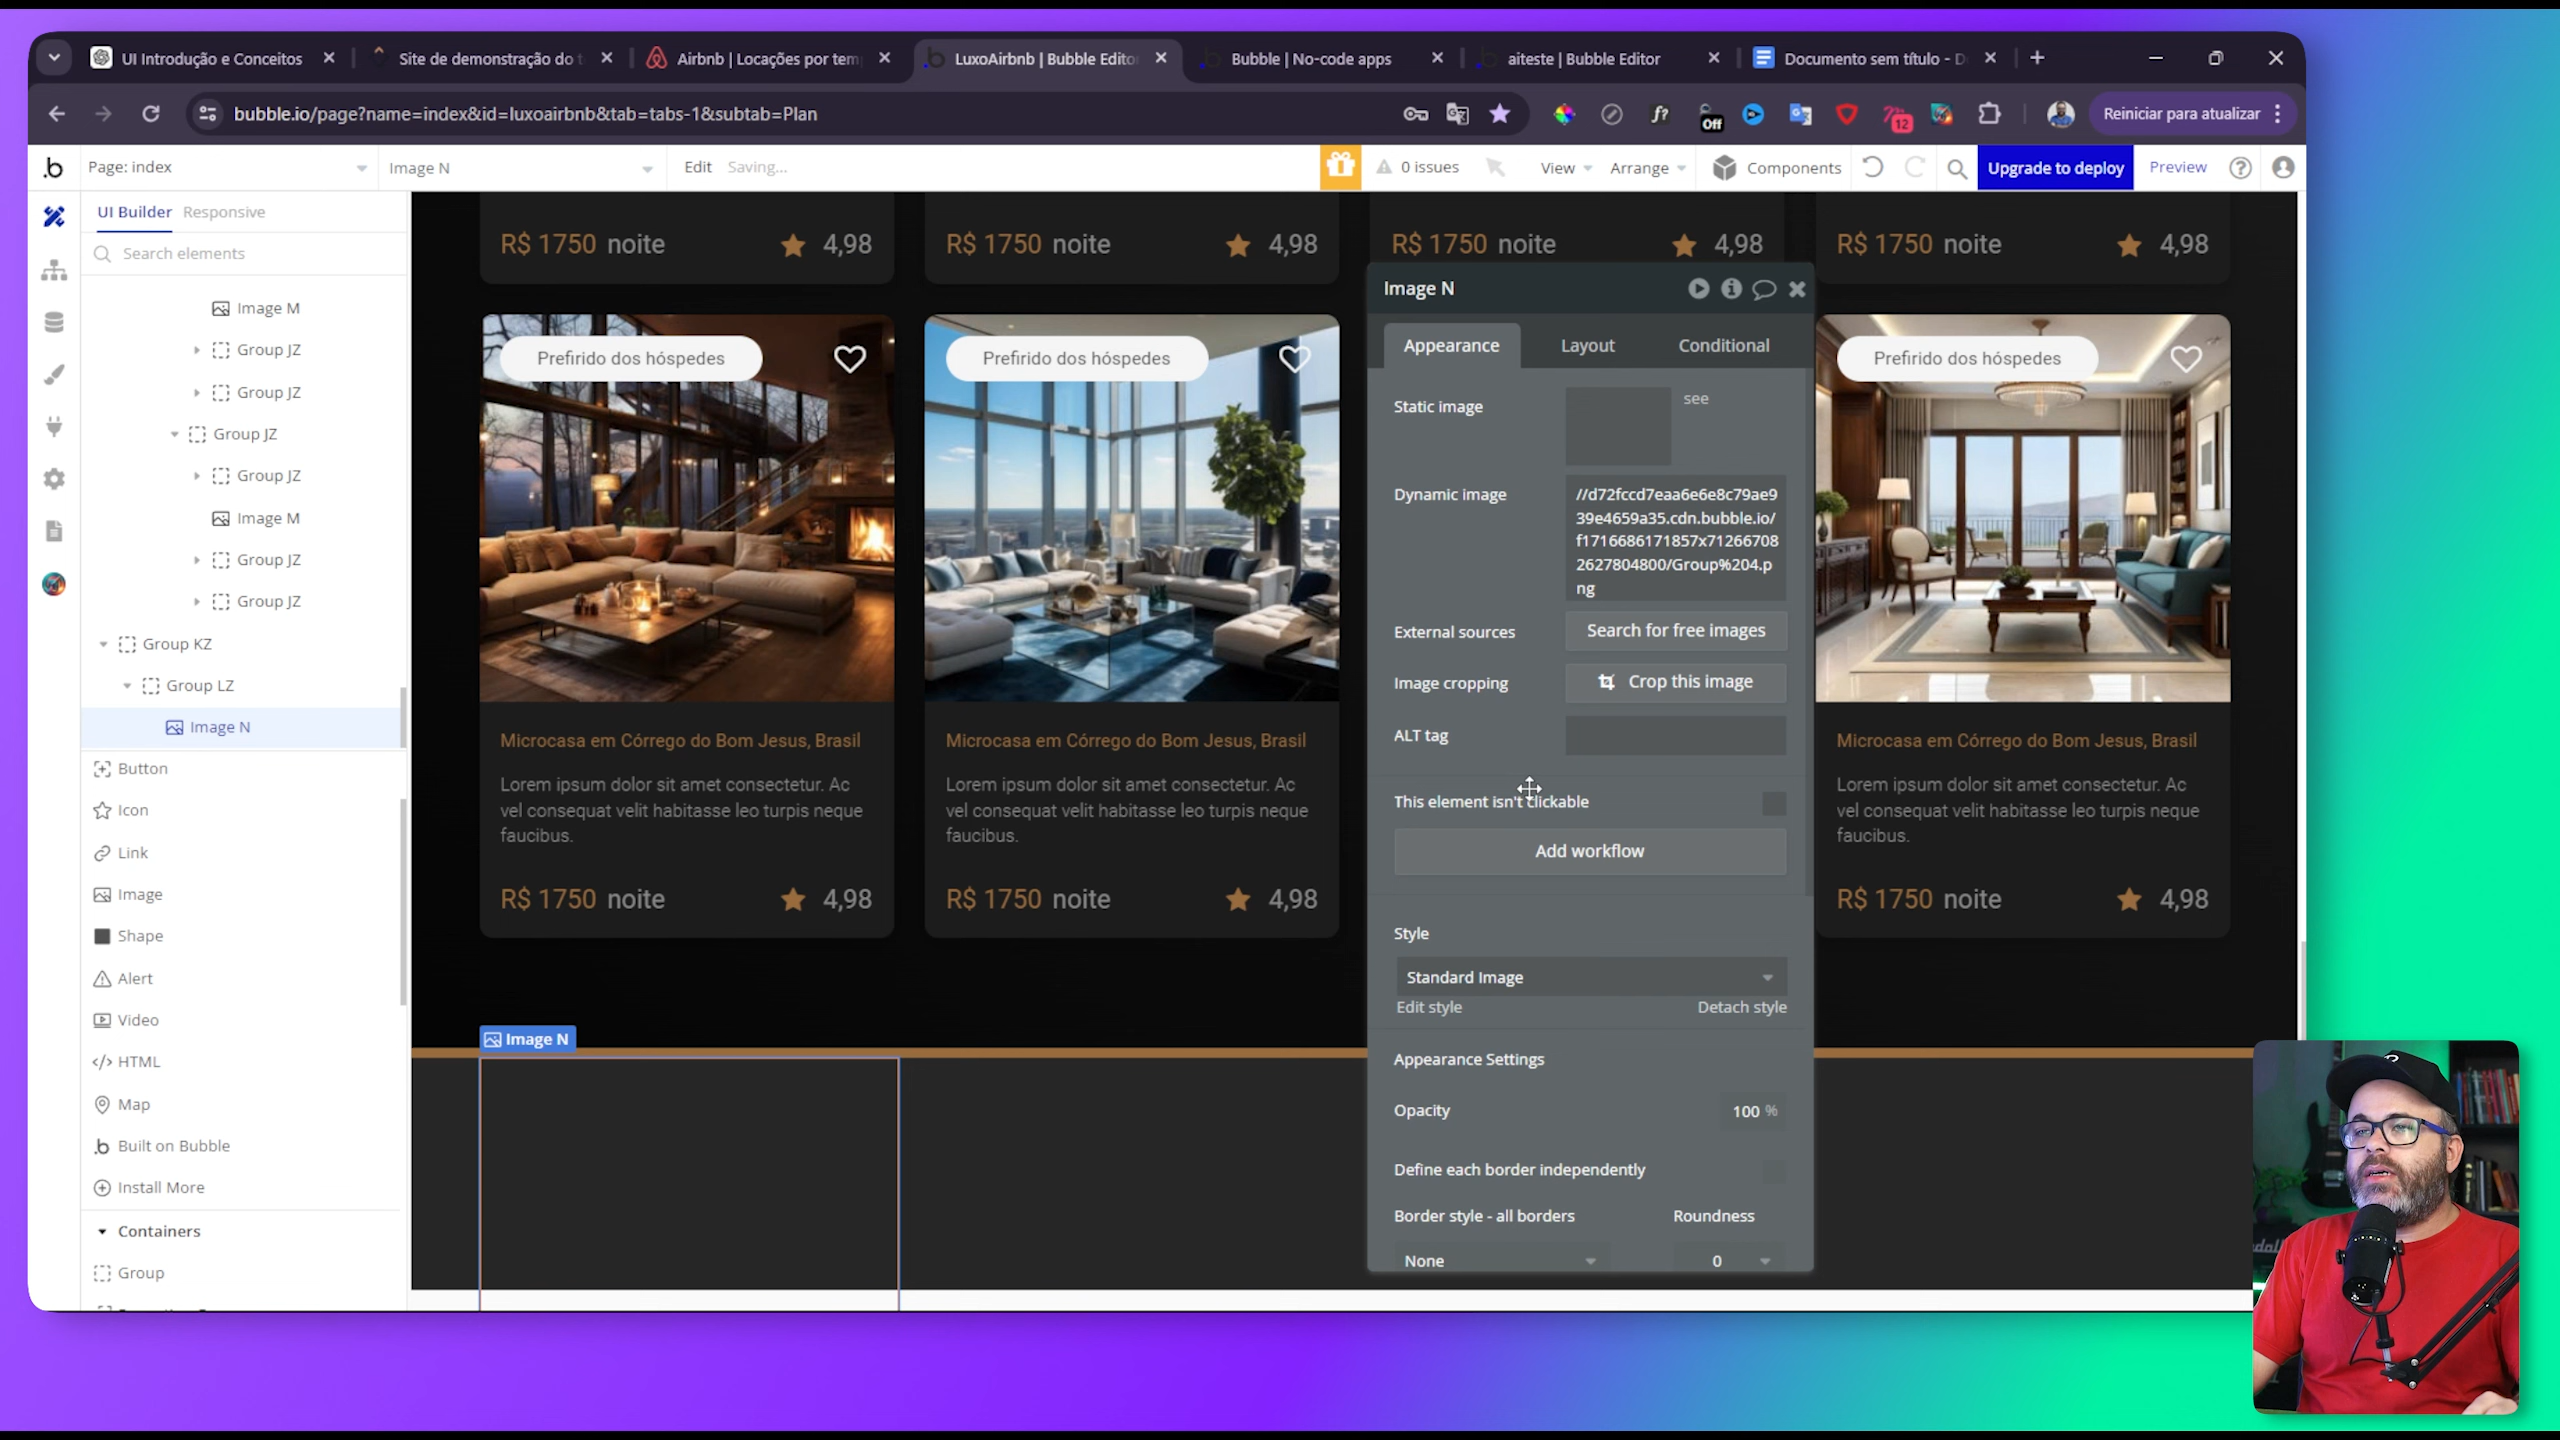 UI Introdução e Conceitos
Site de demonstração do t
Airbnb | Locações por tem
LuxoAirbnb | Bubble Edito
Bubble | No-code apps
aiteste | Bubble Editor
Documento sem título - D
bubble.io/page?name=index&id=luxoairbnb&tab=tabs-1&subtab=Plan
Off
12
Reiniciar para atualizar
.b
Page: index
Image N
Edit
Saving...
0 issues
View
Arrange
Components
Upgrade to deploy
Preview
UI Builder
Responsive
Search elements
Image M
Group JZ
Group JZ
Group JZ
Group JZ
Image M
Group JZ
Group JZ
Group KZ
Group LZ
Image N
Button
Icon
Link
Image
Shape
Alert
Video
HTML
Map
Built on Bubble
Install More
Containers
Group
R$ 1750 noite 4,98
R$ 1750 noite 4,98
R$ 1750 noite 4,98
R$ 1750 noite 4,98
Prefirido dos hóspedes
Microcasa em Córrego do Bom Jesus, Brasil
Lorem ipsum dolor sit amet consectetur. Ac
vel consequat velit habitasse leo turpis neque
faucibus.
R$ 1750 noite 4,98
Prefirido dos hóspedes
Microcasa em Córrego do Bom Jesus, Brasil
Lorem ipsum dolor sit amet consectetur. Ac
vel consequat velit habitasse leo turpis neque
faucibus.
R$ 1750 noite 4,98
Image N
Appearance
Layout
Conditional
Static image
see
Dynamic image
//d72fccd7eaa6e6e8c79ae9
39e4659a35.cdn.bubble.io/
f1716686171857x71266708
2627804800/Group%204.p
ng
External sources
Search for free images
Image cropping
Crop this image
ALT tag
This element isn't clickable
Add workflow
Style
Standard Image
Edit style
Detach style
Appearance Settings
Opacity
100 %
Define each border independently
Border style - all borders
Roundness
None
0
Prefirido dos hóspedes
Microcasa em Córrego do Bom Jesus, Brasil
Lorem ipsum dolor sit amet consectetur. Ac
vel consequat velit habitasse leo turpis neque
faucibus.
R$ 1750 noite 4,98
Image N